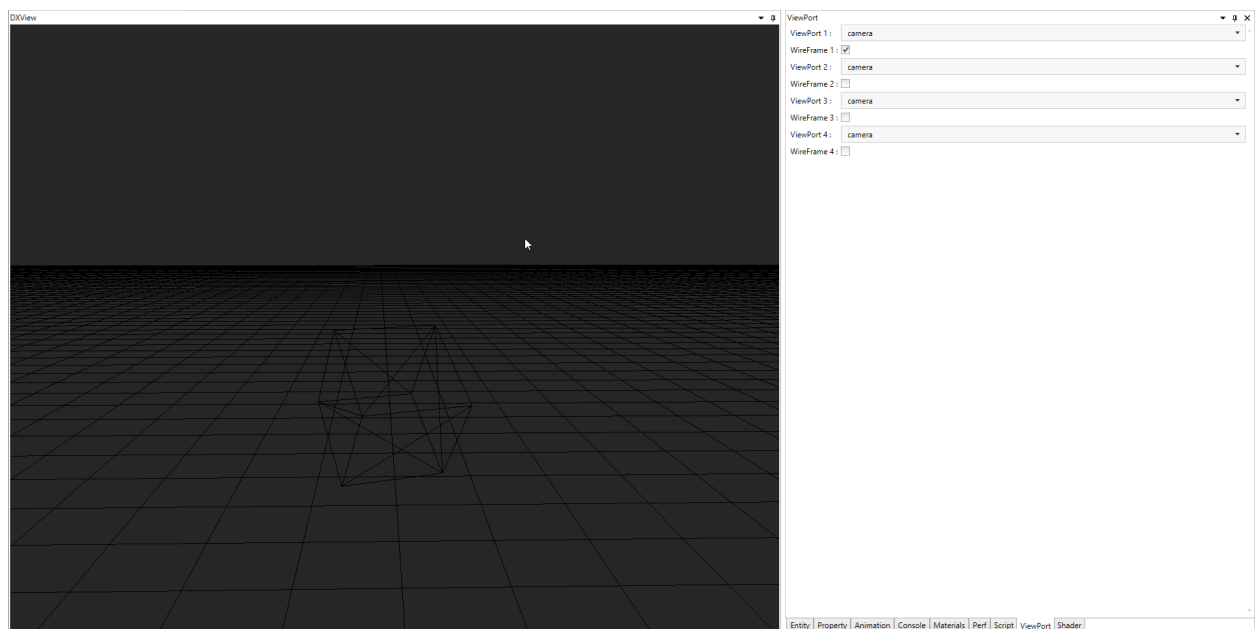 DXView
ViewPort
ViewPort 1 : camera
WireFrame 1 :
ViewPort 2 : camera
WireFrame 2 :
ViewPort 3 : camera
WireFrame 3 :
ViewPort 4 : camera
WireFrame 4 :
Entity Property Animation Console Materials Perf Script ViewPort Shader